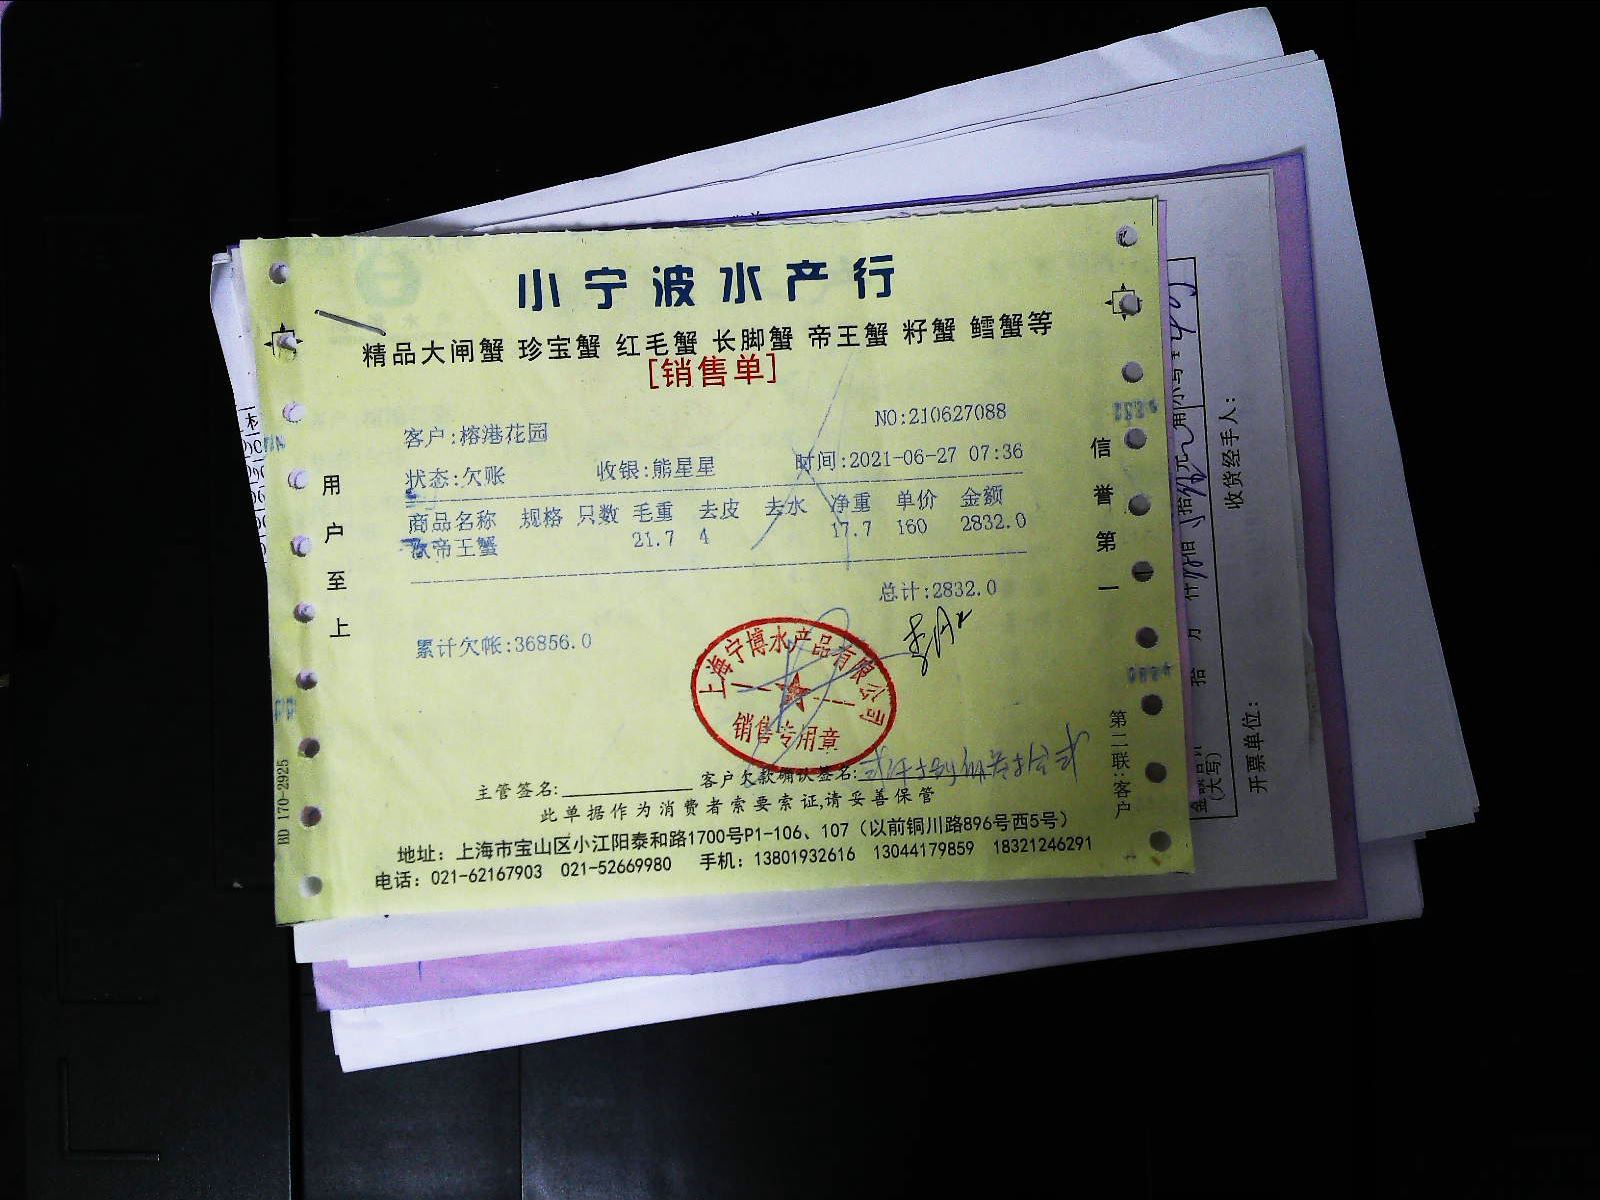 小宁波水产行
精品大闸蟹 珍宝蟹 红毛蟹 长脚蟹 帝王蟹 籽蟹 鳕蟹等
[销售单]
NO:210627088
客户:榕港花园
状态:欠账 收银:熊星星 时间:2021-06-27 07:36
商品名称 规格 只数 毛重 去皮 去水 净重 单价 金额
帝王蟹 21.7 4 17.7 160 2832.0
总计:2832.0
累计欠帐:36856.0
用户至上
信誉第一
第二联:客户
BD 170-2925
上海宁博水产品有限公司
销售专用章
主管签名: 客户欠款确认签名:
此单据作为消费者索要索证,请妥善保管
地址：上海市宝山区小江阳泰和路1700号P1-106、107（以前铜川路896号西5号）
电话：021-62167903 021-52669980 手机：13801932616 13044179859 18321246291
(大写)
收货经手人：
开票单位：